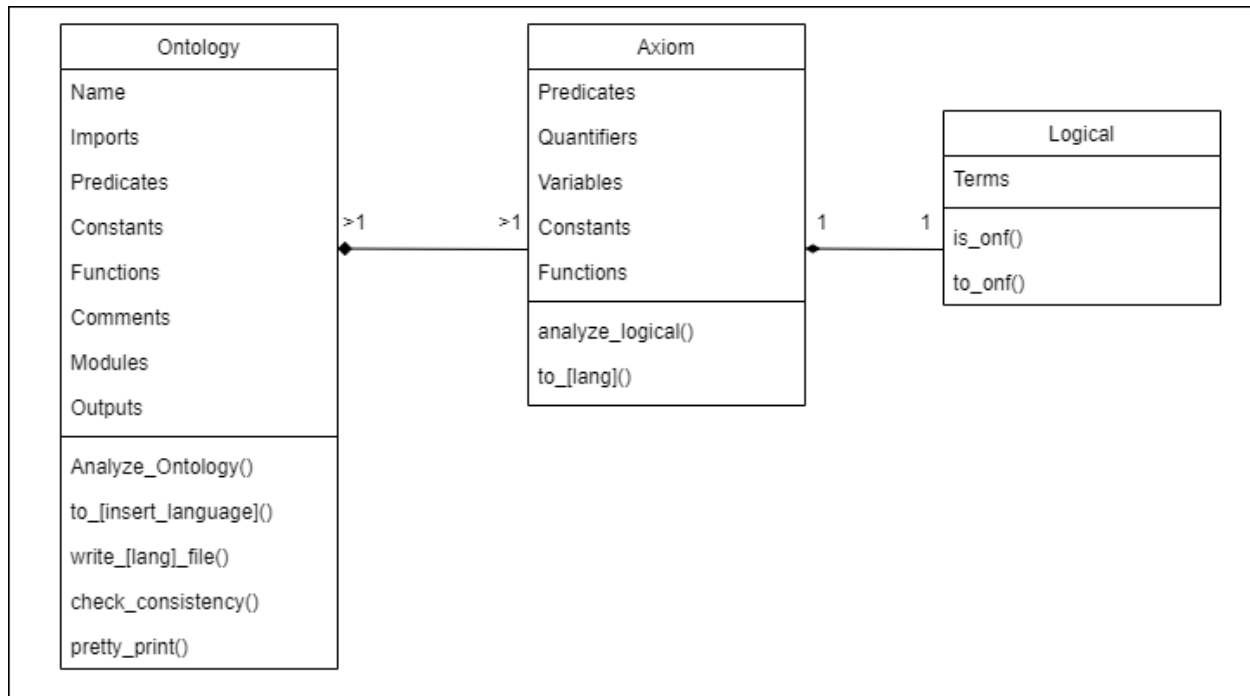 Ontology
Name
Imports
Predicates
Constants
Functions
Comments
Modules
Outputs
Analyze_Ontology()
to_[insert_language]()
write_[lang]_file()
check_consistency()
pretty_print()
>1
>1
Axiom
Predicates
Quantifiers
Variables
Constants
Functions
analyze_logical()
to_[lang]()
1
1
Logical
Terms
is_onf()
to_onf()